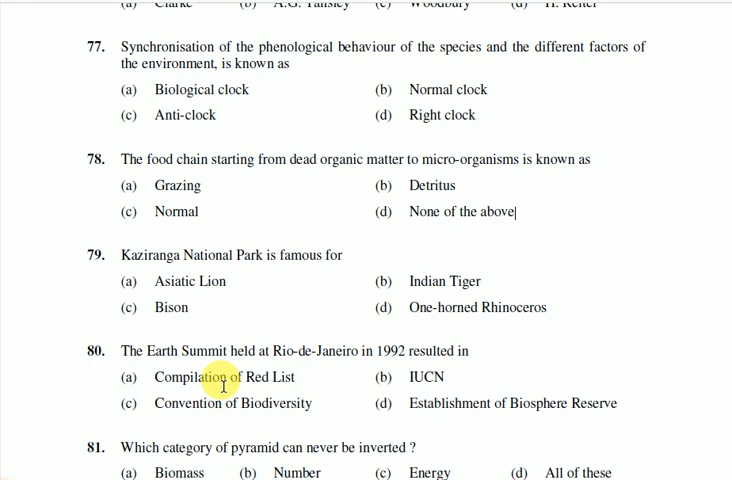 (a) Clarke (b) A.G. Tansley (c) Woodbury (d) H. Reiter
77. Synchronisation of the phenological behaviour of the species and the different factors of
the environment, is known as
(a) Biological clock (b) Normal clock
(c) Anti-clock (d) Right clock
78. The food chain starting from dead organic matter to micro-organisms is known as
(a) Grazing (b) Detritus
(c) Normal (d) None of the above
79. Kaziranga National Park is famous for
(a) Asiatic Lion (b) Indian Tiger
(c) Bison (d) One-horned Rhinoceros
80. The Earth Summit held at Rio-de-Janeiro in 1992 resulted in
(a) Compilation of Red List (b) IUCN
(c) Convention of Biodiversity (d) Establishment of Biosphere Reserve
81. Which category of pyramid can never be inverted ?
(a) Biomass (b) Number (c) Energy (d) All of these